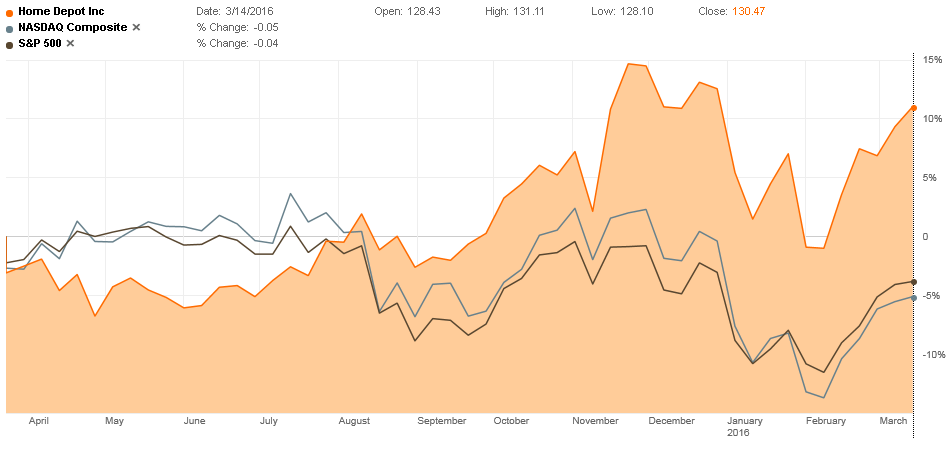 Home Depot Inc Date: 3/14/2016 Open: 128.43 High: 131.11 Low: 128.10 Close: 130.47
NASDAQ Composite × % Change: -0.05
S&P 500 × % Change: -0.04
15%
10%
5%
0
-5%
-10%
April May June July August September October November December January February March
2016